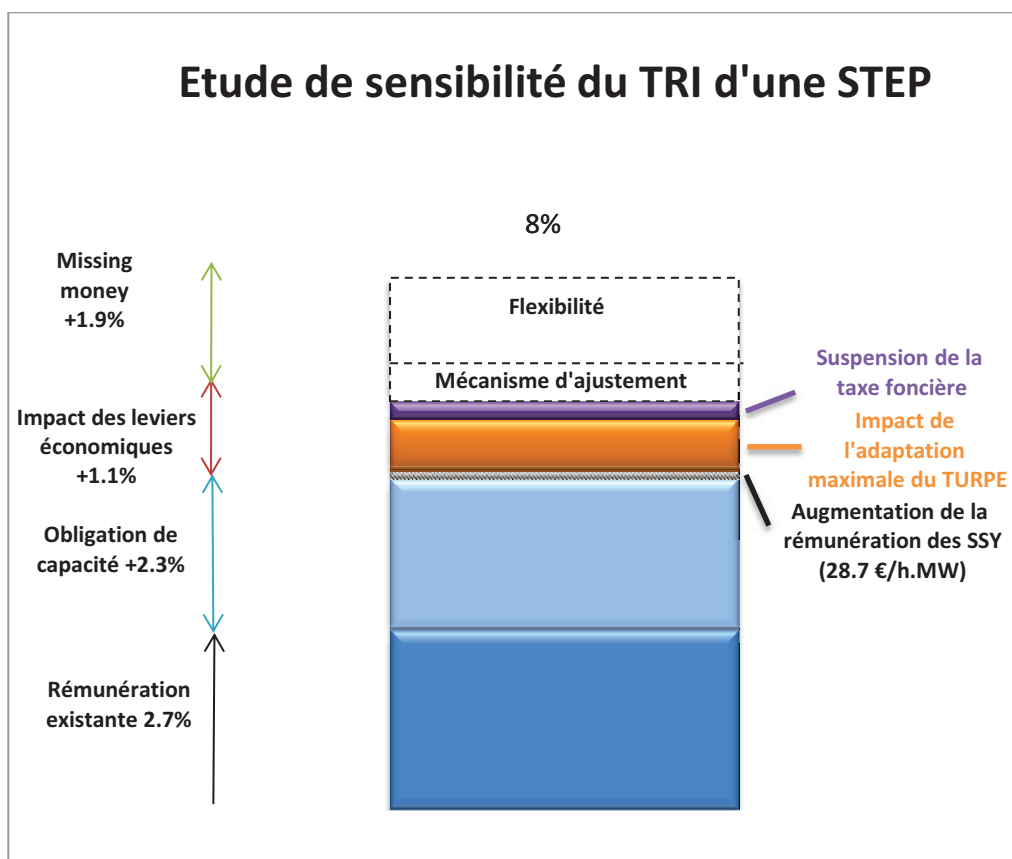 Etude de sensibilité du TRI d'une STEP
8%
Missing
money
+1.9%
Impact des leviers
économiques
+1.1%
Obligation de
capacité +2.3%
Rémunération
existante 2.7%
Flexibilité
Mécanisme d'ajustement
Suspension de la
taxe foncière
Impact de
l'adaptation
maximale du TURPE
Augmentation de la
rémunération des SSY
(28.7 €/h.MW)